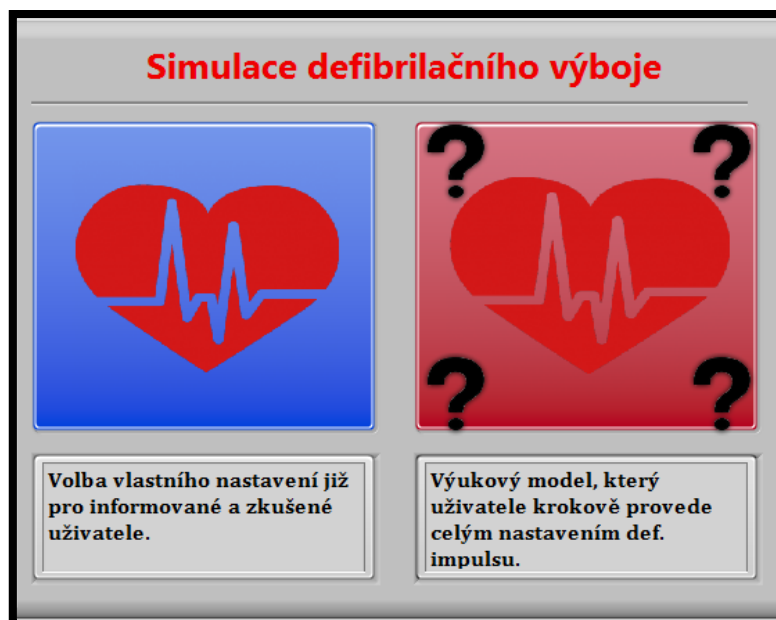 Simulace defibrilačního výboje
?
?
?
?
Volba vlastního nastavení již
pro informované a zkušené
uživatele.
Výukový model, který
uživatele krokově provede
celým nastavením def.
impulsu.